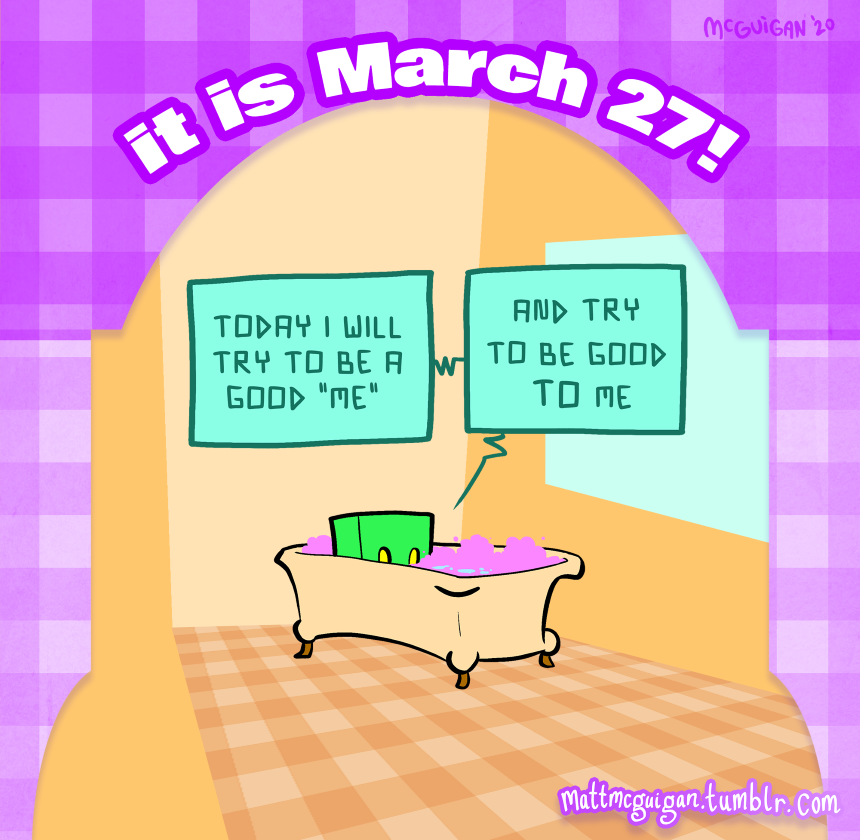 McGUiGAN '20
it is March 27!
TODAY I WILL
TRY TO BE A
GOOD "ME"
AND TRY
TO BE GOOD
TO ME
mattmcguigan.tumblr.com